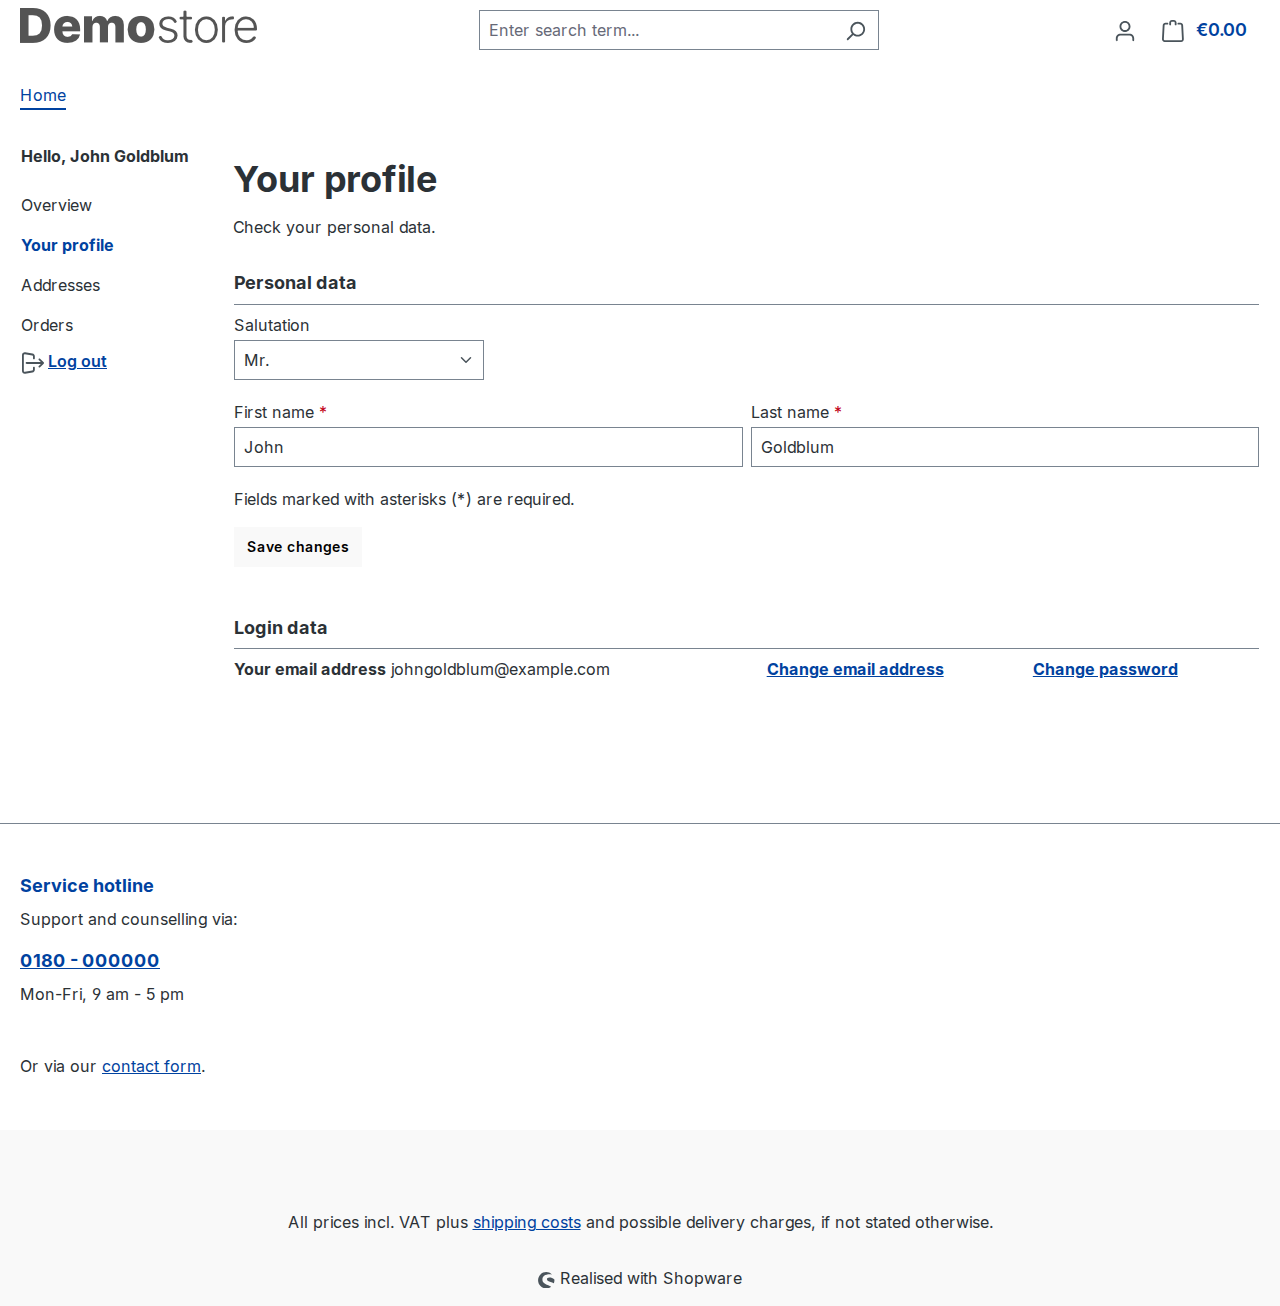 Demostore
Enter search term...
€0.00
Home
Hello, John Goldblum
Overview
Your profile
Addresses
Orders
Log out
Your profile
Check your personal data.
Personal data
Salutation
Mr.
First name *
Last name *
John
Goldblum
Fields marked with asterisks (*) are required.
Save changes
Login data
Your email address johngoldblum@example.com
Change email address
Change password
Service hotline
Support and counselling via:
0180 - 000000
Mon-Fri, 9 am - 5 pm
Or via our contact form.
All prices incl. VAT plus shipping costs and possible delivery charges, if not stated otherwise.
Realised with Shopware